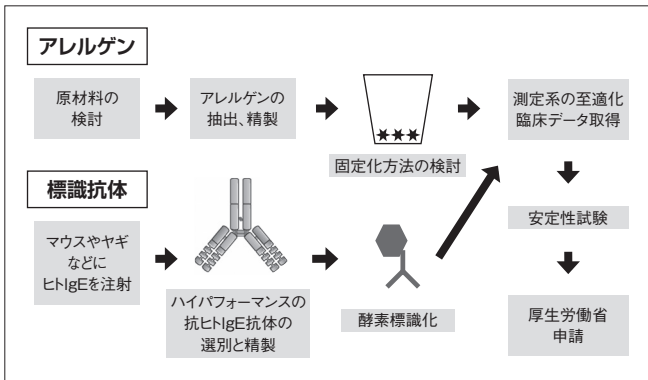 アレルゲン
原材料の
検討
アレルゲンの
抽出、精製
固定化方法の検討
測定系の至適化
臨床データ取得
標識抗体
マウスやヤギ
などに
ヒトIgEを注射
ハイパフォーマンスの
抗ヒトIgE抗体の
選別と精製
酵素標識化
安定性試験
厚生労働省
申請